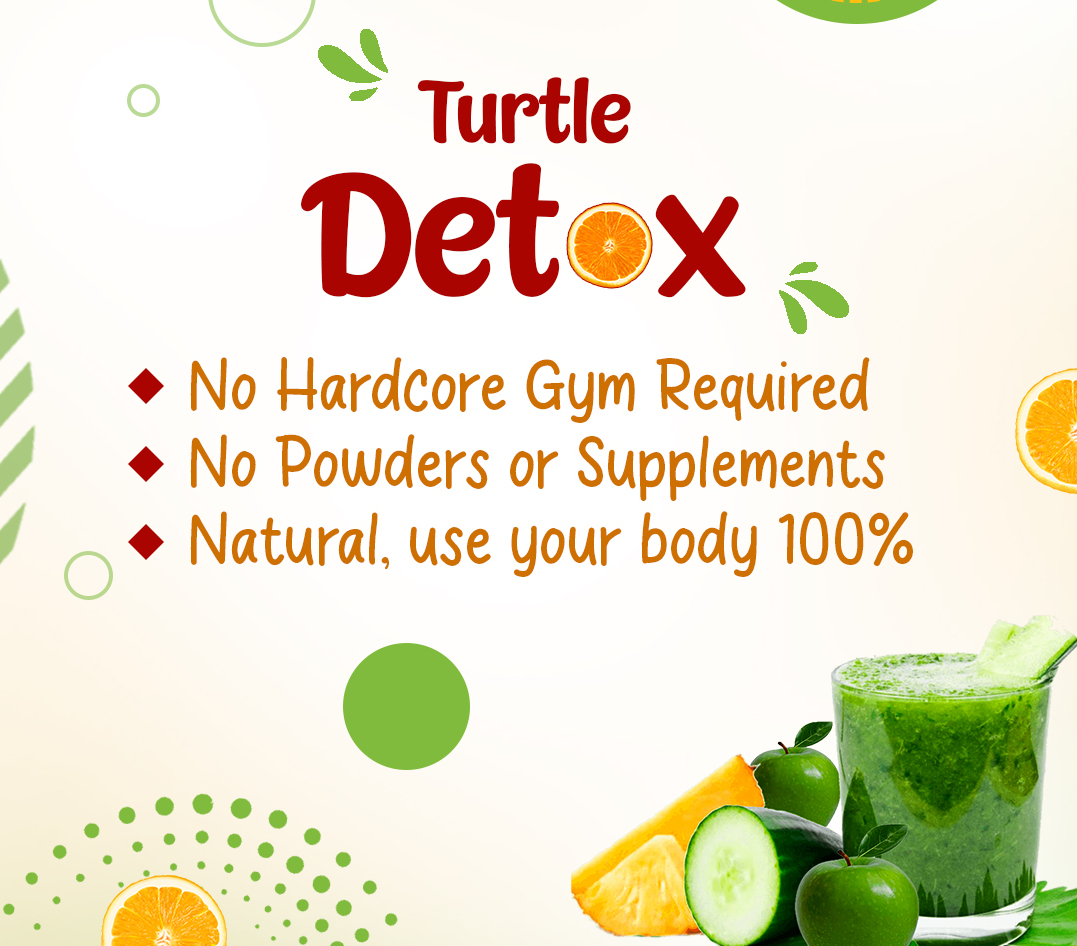 Turtle
Detox
No Hardcore Gym Required
No Powders or Supplements
Natural, use your body 100%